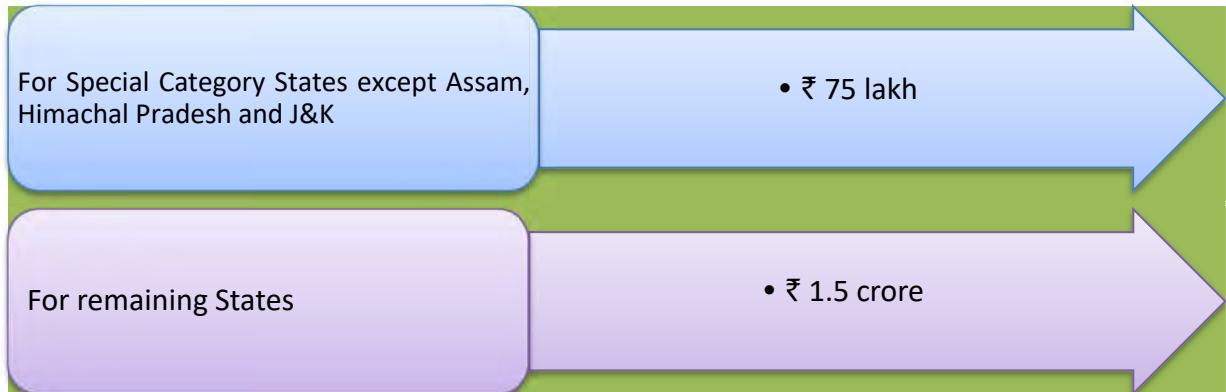 For Special Category States except Assam,
Himachal Pradesh and J&K
• ₹ 75 lakh
For remaining States
• ₹ 1.5 crore